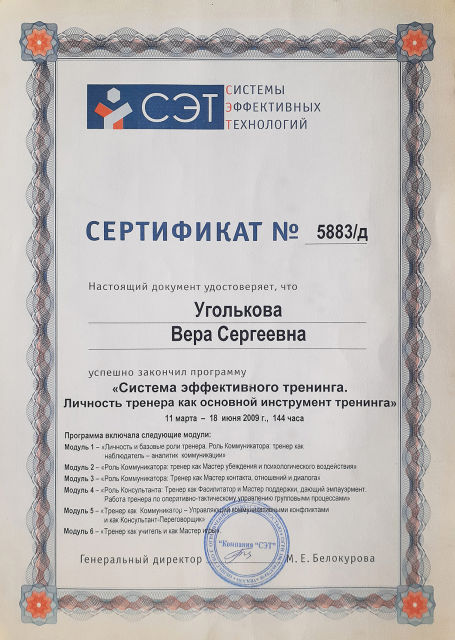 СЭТ
СИСТЕМЫ
ЭФФЕКТИВНЫХ
ТЕХНОЛОГИЙ
СЕРТИФИКАТ № 5883/д
Настоящий документ удостоверяет, что
Уголькова
Вера Сергеевна
успешно закончил программу
«Система эффективного тренинга.
Личность тренера как основной инструмент тренинга»
11 марта – 18 июня 2009 г., 144 часа
Программа включала следующие модули:
Модуль 1 – «Личность и базовые роли тренера. Роль Коммуникатора: тренер как
наблюдатель – аналитик коммуникации»
Модуль 2 – «Роль Коммуникатора: тренер как Мастер убеждения и психологического воздействия»
Модуль 3 – «Роль Коммуникатора: тренер как Мастер контакта, отношений и диалога»
Модуль 4 – «Роль Консультанта: Тренер как Фасилитатор и Мастер поддержки, дающий эмпауэрмент.
Работа тренера по оперативно-тактическому управлению групповыми процессами»
Модуль 5 – «Тренер как Коммуникатор – Управляющий коммуникативными конфликтами
и как Консультант-Переговорщик»
Модуль 6 – «Тренер как учитель и как Мастер игры».
"Компания "СЭТ"
Генеральный директор М. Е. Белокурова